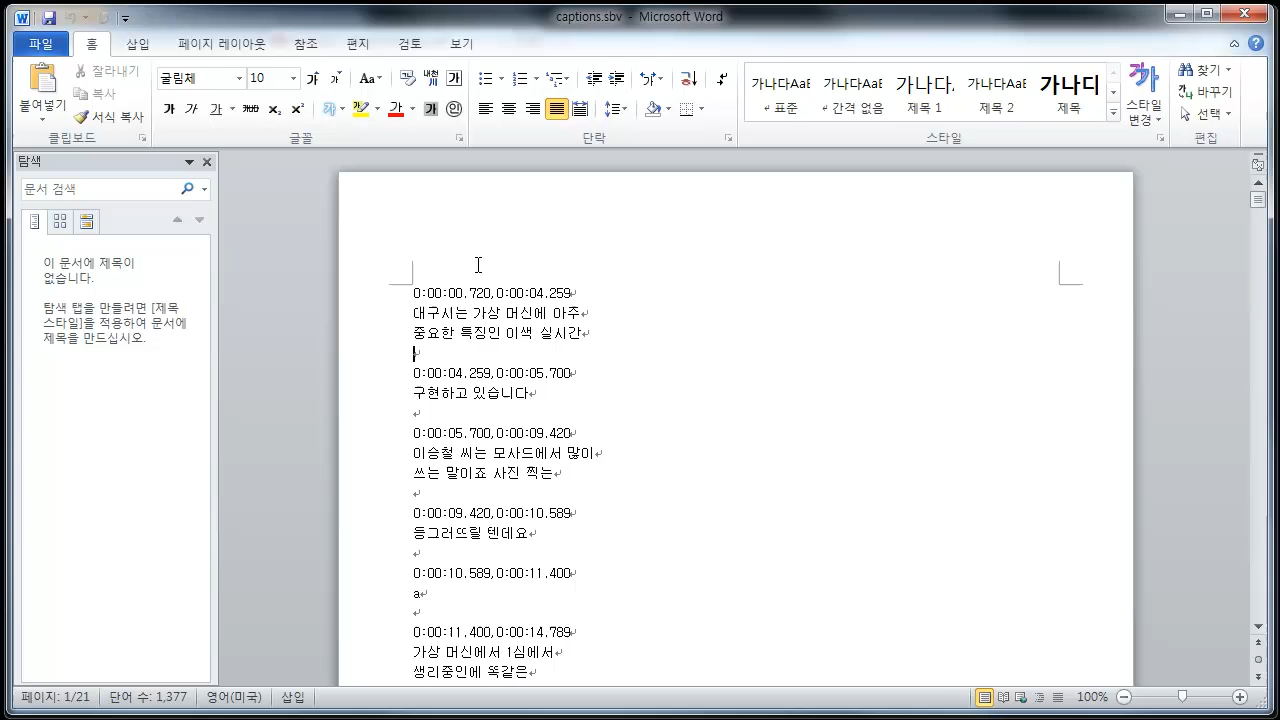 captions.sbv - Microsoft Word
파일 홈 삽입 페이지 레이아웃 참조 편지 검토 보기
붙여넣기
잘라내기
복사
서식 복사
클립보드
굴림체 10
글꼴
단락
가나다AaB 가나다AaB 가나다 가나다AaB 가나다
표준 간격 없음 제목 1 제목 2 제목
스타일
스타일 변경
찾기
바꾸기
선택
편집
탐색
문서 검색
이 문서에 제목이
없습니다.
탐색 탭을 만들려면 [제목
스타일]을 적용하여 문서에
제목을 만드십시오.
0:00:00.720,0:00:04.259
대구시는 가상 머신에 아주
중요한 특징인 이색 실시간
0:00:04.259,0:00:05.700
구현하고 있습니다
0:00:05.700,0:00:09.420
이승철 씨는 모사드에서 많이
쓰는 말이죠 사진 찍는
0:00:09.420,0:00:10.589
등그러뜨릴 텐데요
0:00:10.589,0:00:11.400
a
0:00:11.400,0:00:14.789
가상 머신에서 1심에서
생리중인에 똑같은
페이지: 1/21 단어 수: 1,377 영어(미국) 삽입 100%